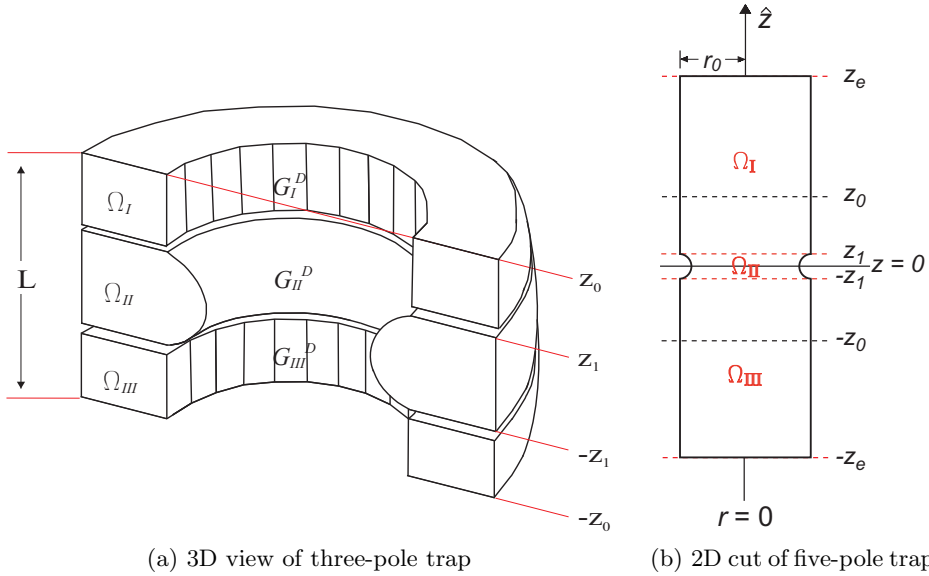 L
Ω_I
Ω_II
Ω_III
G_I^D
G_II^D
G_III^D
z_0
z_1
-z_1
-z_0
(a) 3D view of three-pole trap
ẑ
r_0
z_e
Ω_I
z_0
z_1
Ω_II
z = 0
-z_1
-z_0
Ω_III
-z_e
r = 0
(b) 2D cut of five-pole trap